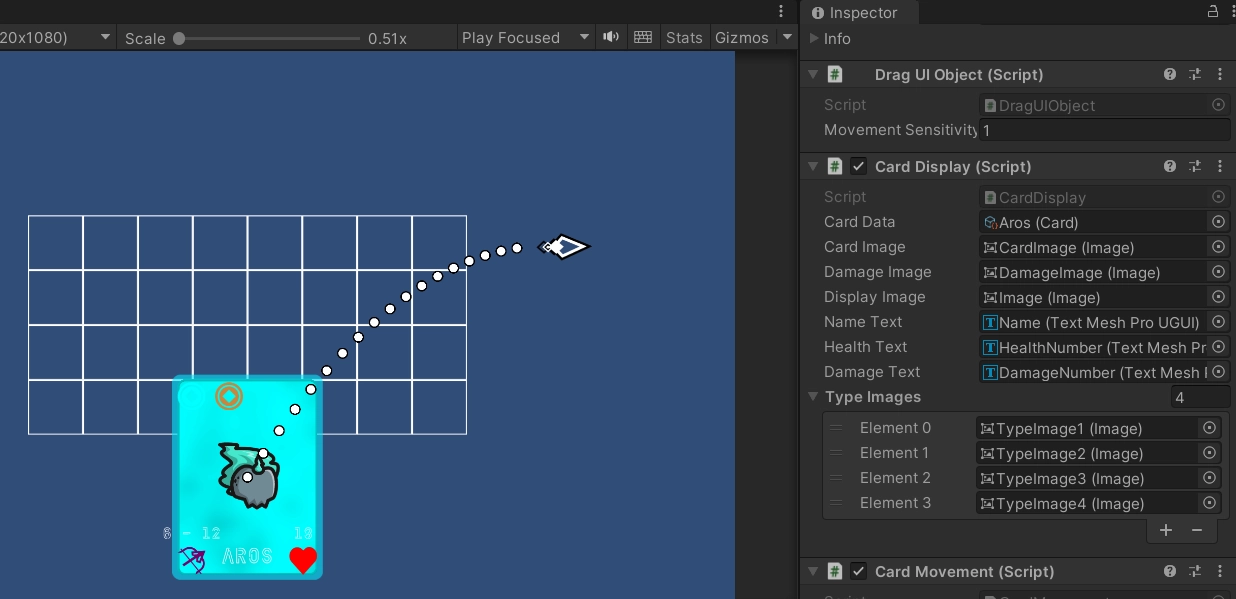 Inspector
20x1080)
Scale
0.51x
Play Focused
Stats
Gizmos
Info
# Drag UI Object (Script)
Script
# DragUIObject
Movement Sensitivity
1
# Card Display (Script)
Script
# CardDisplay
Card Data
Aros (Card)
Card Image
CardImage (Image)
Damage Image
DamageImage (Image)
Display Image
Image (Image)
Name Text
T Name (Text Mesh Pro UGUI)
Health Text
T HealthNumber (Text Mesh Pr
Damage Text
T DamageNumber (Text Mesh
Type Images
4
Element 0
TypeImage1 (Image)
Element 1
TypeImage2 (Image)
Element 2
TypeImage3 (Image)
Element 3
TypeImage4 (Image)
+ −
# Card Movement (Script)
- 12
AROS